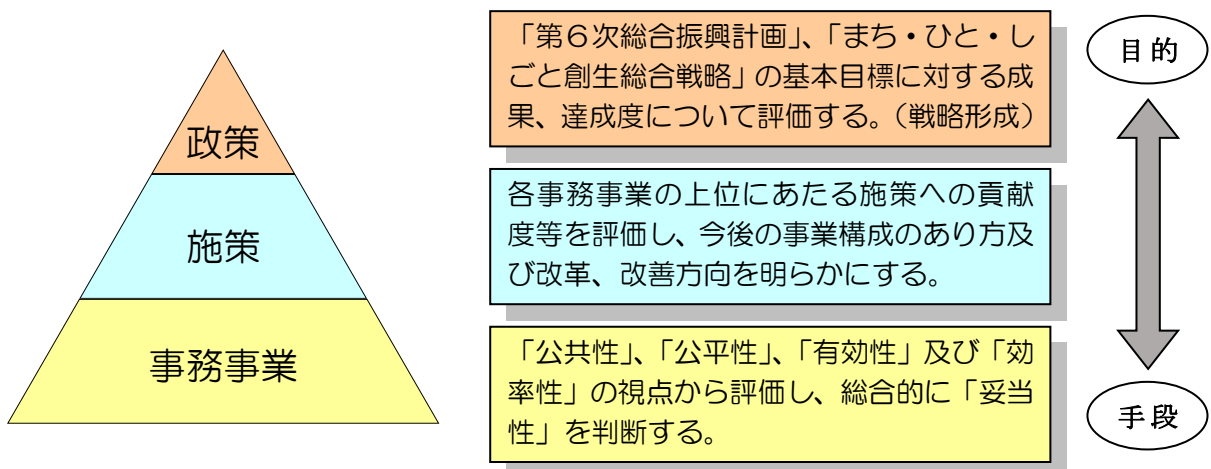 政策
施策
事務事業
「第６次総合振興計画」、「まち・ひと・し
ごと創生総合戦略」の基本目標に対する成
果、達成度について評価する。（戦略形成）
各事務事業の上位にあたる施策への貢献
度等を評価し、今後の事業構成のあり方及
び改革、改善方向を明らかにする。
「公共性」、「公平性」、「有効性」及び「効
率性」の視点から評価し、総合的に「妥当
性」を判断する。
目的
手段